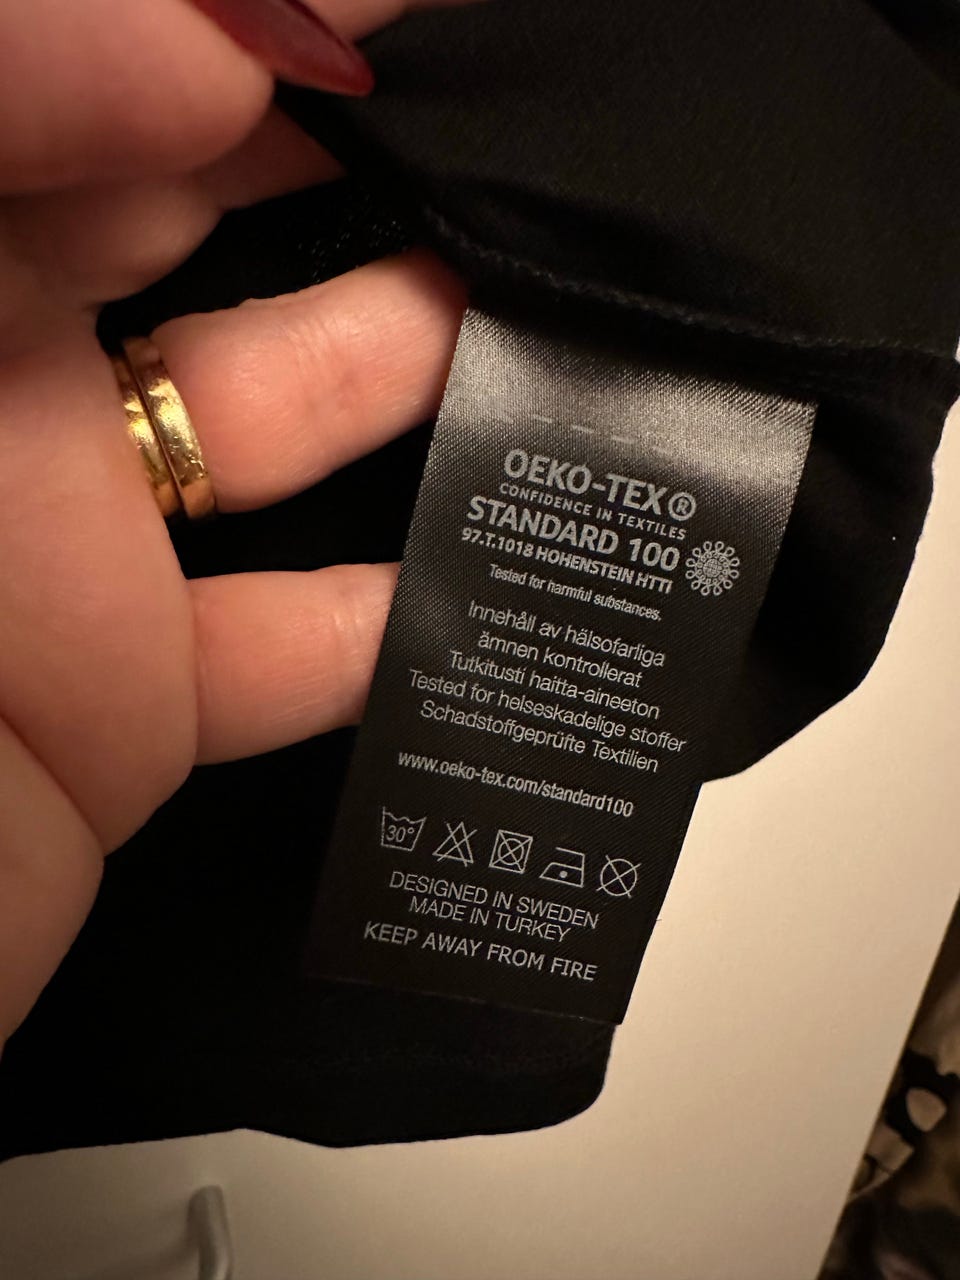 OEKO-TEX®
CONFIDENCE IN TEXTILES
STANDARD 100
97.T.1018 HOHENSTEIN HTTI
Tested for harmful substances.
Innehåll av hälsofarliga
ämnen kontrollerat
Tutkitusti haitta-aineeton
Tested for helseskadelige stoffer
Schadstoffgeprüfte Textilien
www.oeko-tex.com/standard100
30°
DESIGNED IN SWEDEN
MADE IN TURKEY
KEEP AWAY FROM FIRE